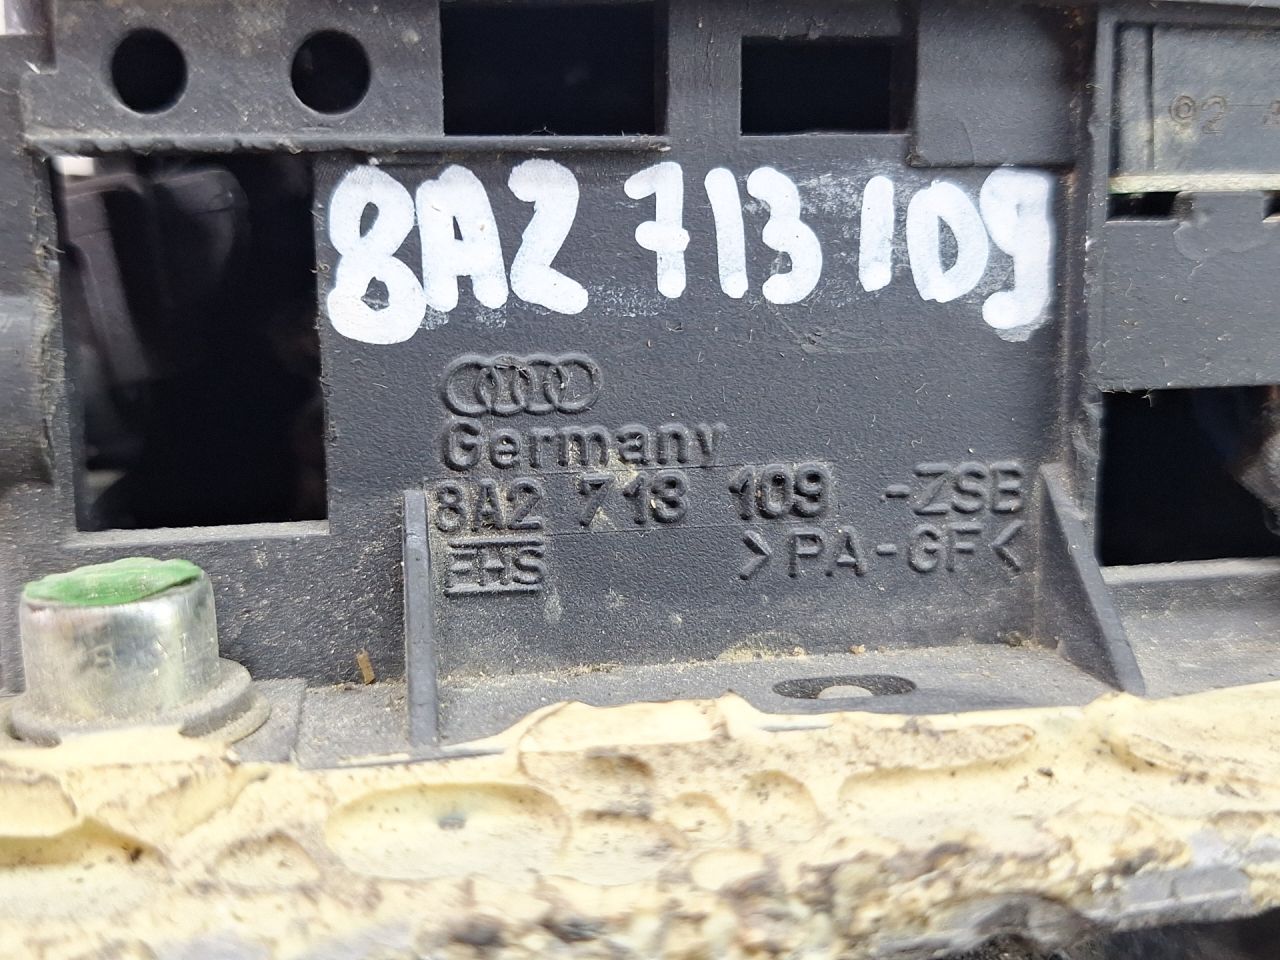 8A2 713 109
Germany
8A2 713 109 -ZSB
EHS >PA-GF<